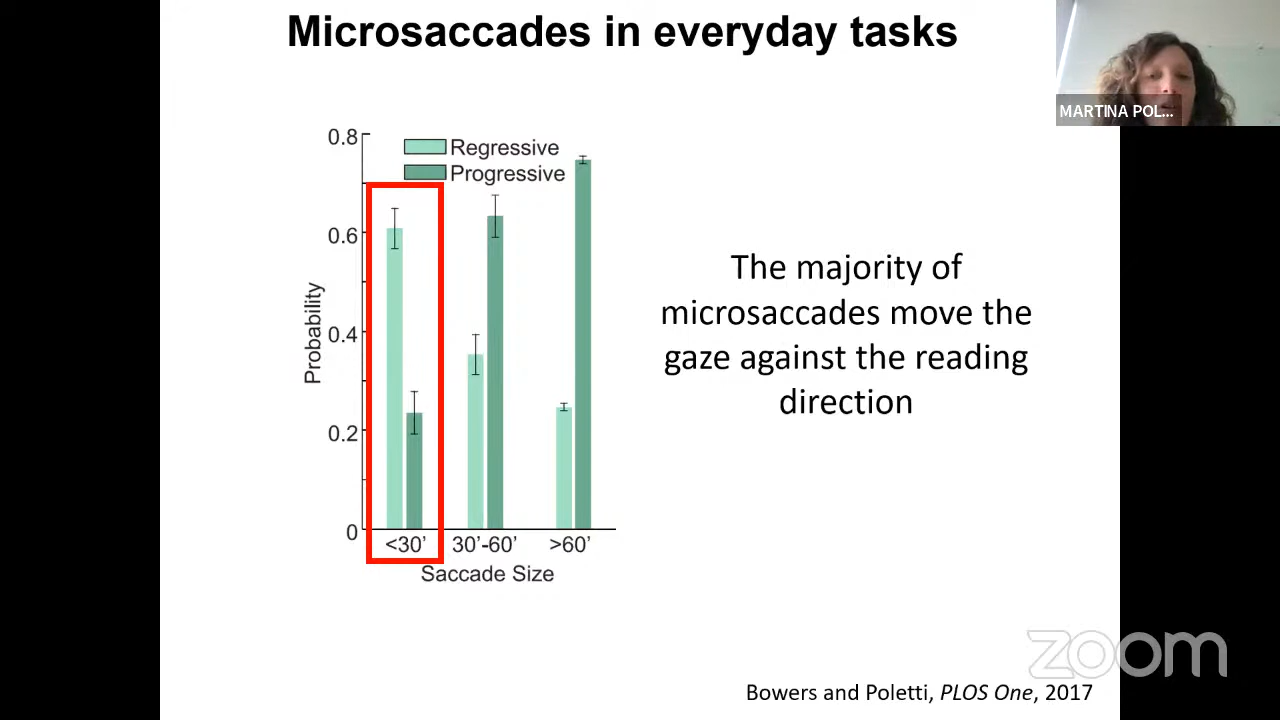 Microsaccades in everyday tasks
MARTINA POL...
0.8
0.6
0.4
0.2
0
Probability
Regressive
Progressive
<30’
30’-60’
>60’
Saccade Size
The majority of
microsaccades move the
gaze against the reading
direction
zoom
Bowers and Poletti, PLOS One, 2017